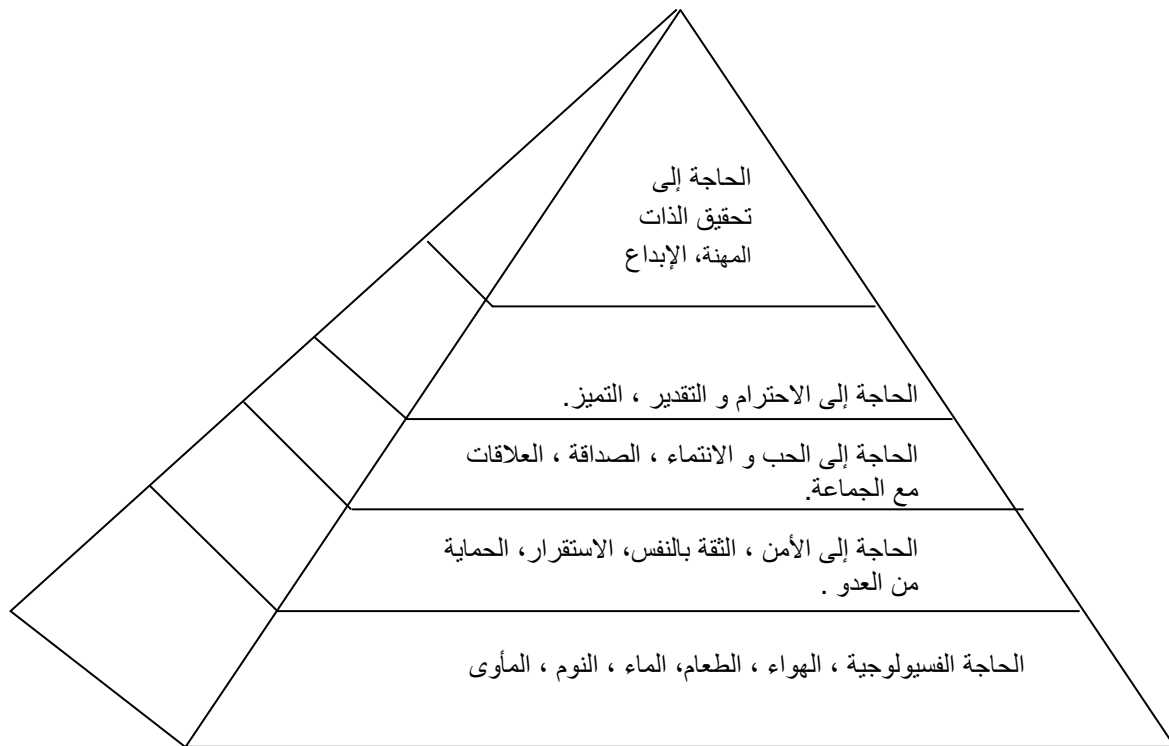 الحاجة إلى
تحقيق الذات
المهنة، الإبداع
الحاجة إلى الاحترام و التقدير ، التميز.
الحاجة إلى الحب و الانتماء ، الصداقة ، العلاقات
مع الجماعة.
الحاجة إلى الأمن ، الثقة بالنفس، الاستقرار، الحماية
من العدو .
الحاجة الفسيولوجية ، الهواء ، الطعام، الماء ، النوم ، المأوى